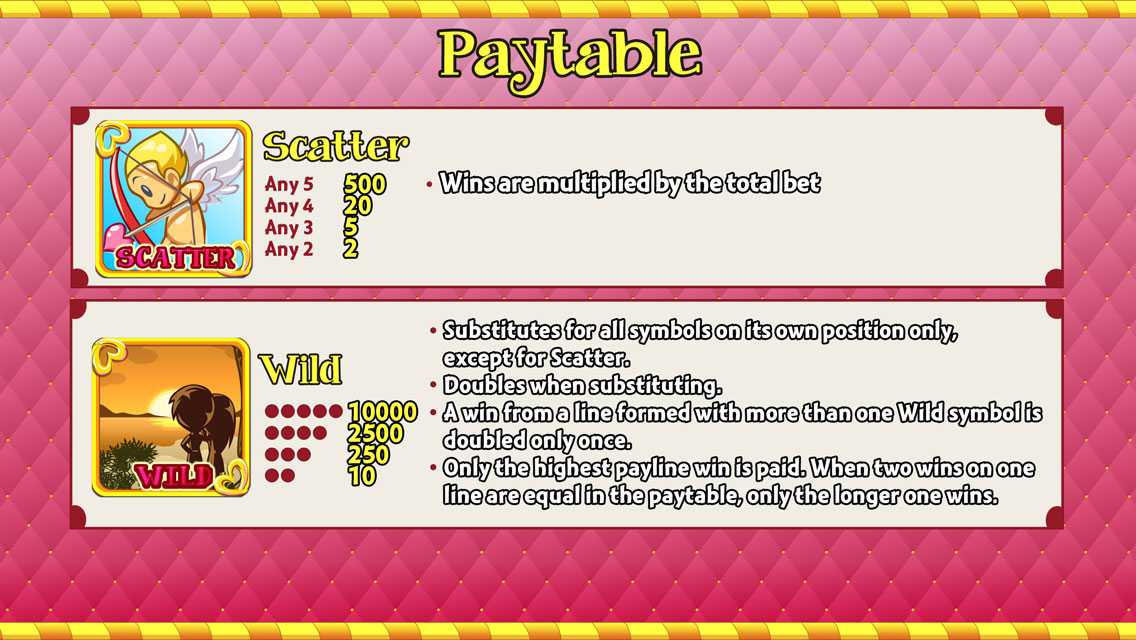 Paytable
SCATTER
Scatter
Any 5 500
Any 4 20
Any 3 5
Any 2 2
• Wins are multiplied by the total bet
WILD
Wild
●●●●● 10000
●●●● 2500
●●● 250
●● 10
• Substitutes for all symbols on its own position only,
except for Scatter.
• Doubles when substituting.
• A win from a line formed with more than one Wild symbol is
doubled only once.
• Only the highest payline win is paid. When two wins on one
line are equal in the paytable, only the longer one wins.